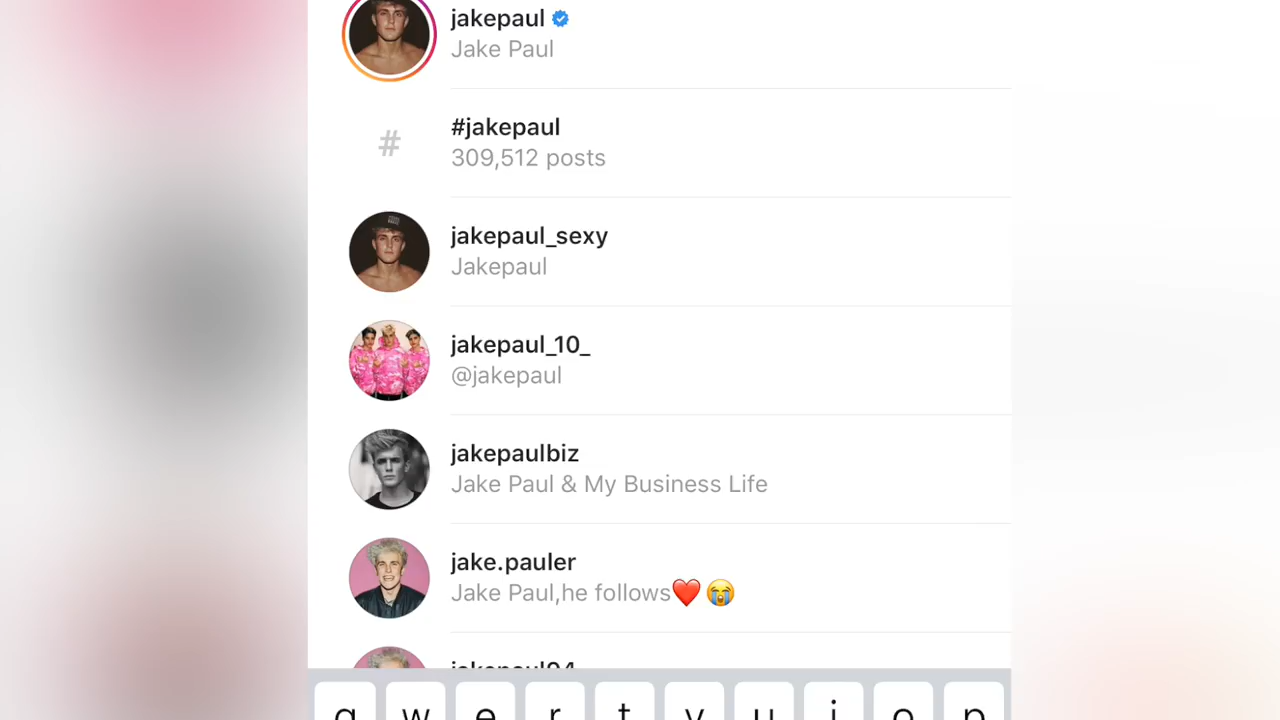 jakepaul
Jake Paul
#
#jakepaul
309,512 posts
jakepaul_sexy
Jakepaul
jakepaul_10_
@jakepaul
jakepaulbiz
Jake Paul & My Business Life
jake.pauler
Jake Paul,he follows❤️😭
jakepaul94
q w e r t y u i o p